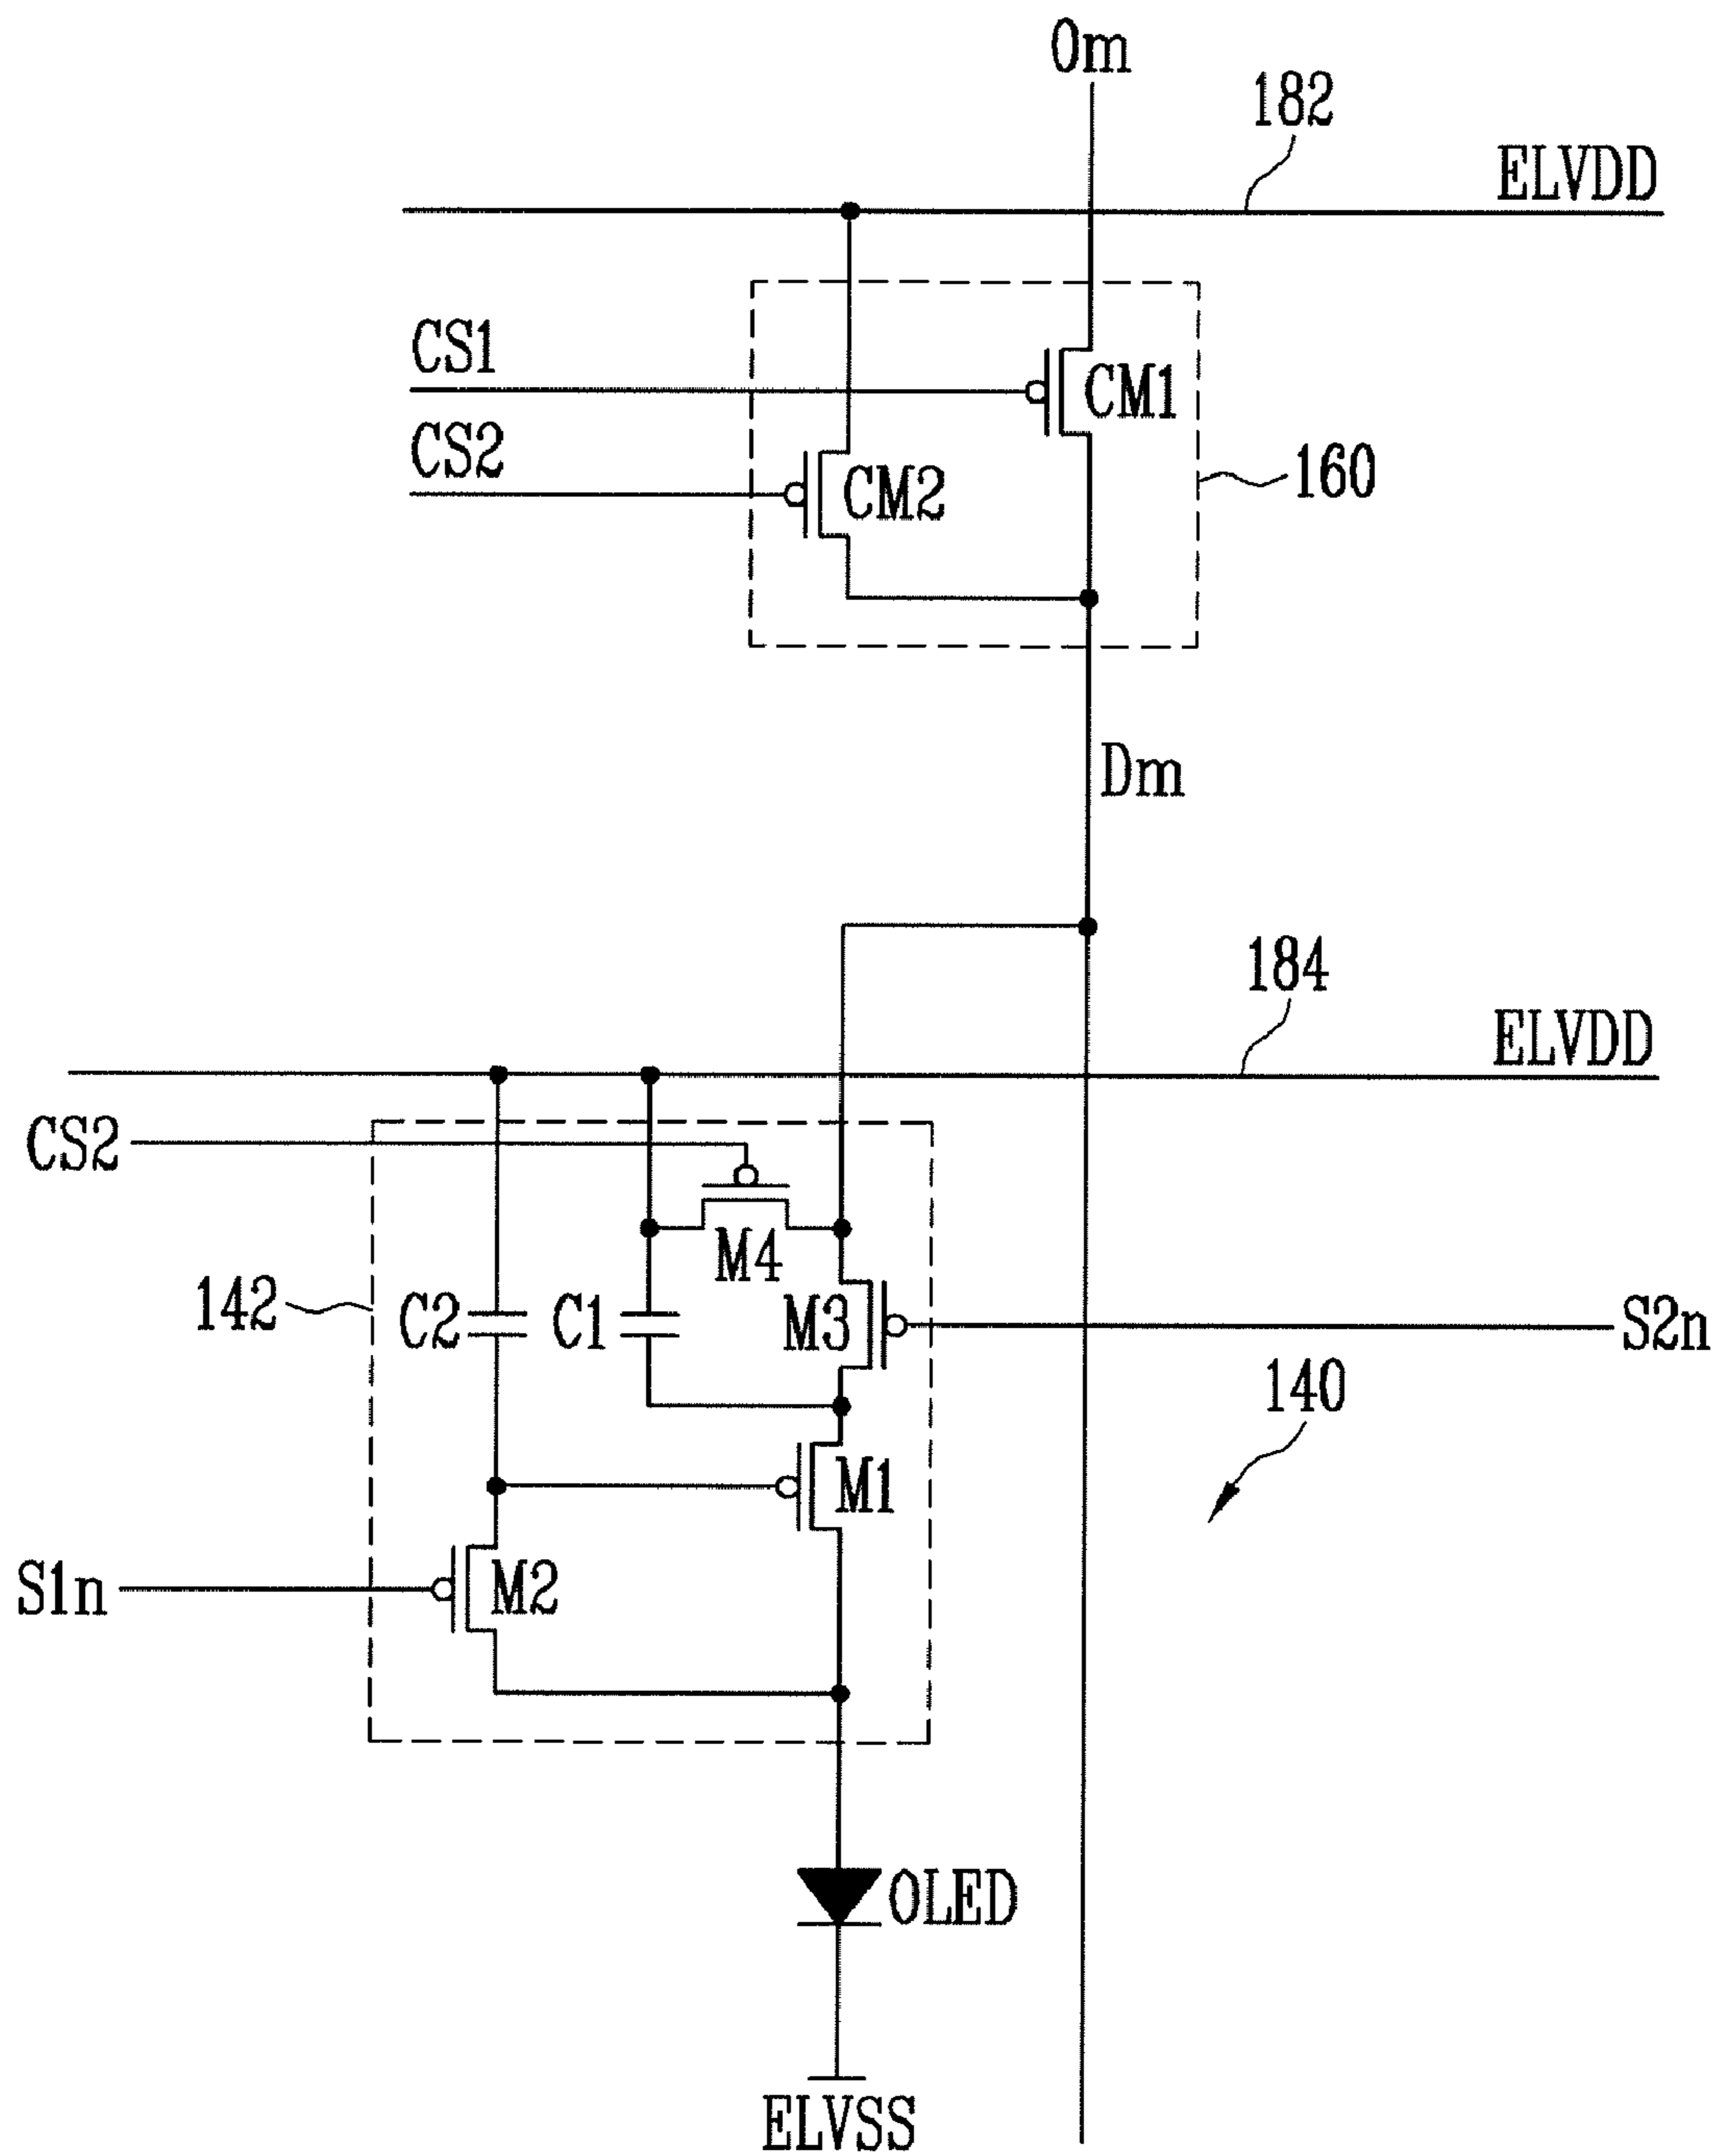 Om
182
ELVDD
CS1
CM1
CS2
CM2
160
Dm
184
ELVDD
CS2
M4
142
C2
C1
M3
S2n
140
M1
S1n
M2
OLED
ELVSS